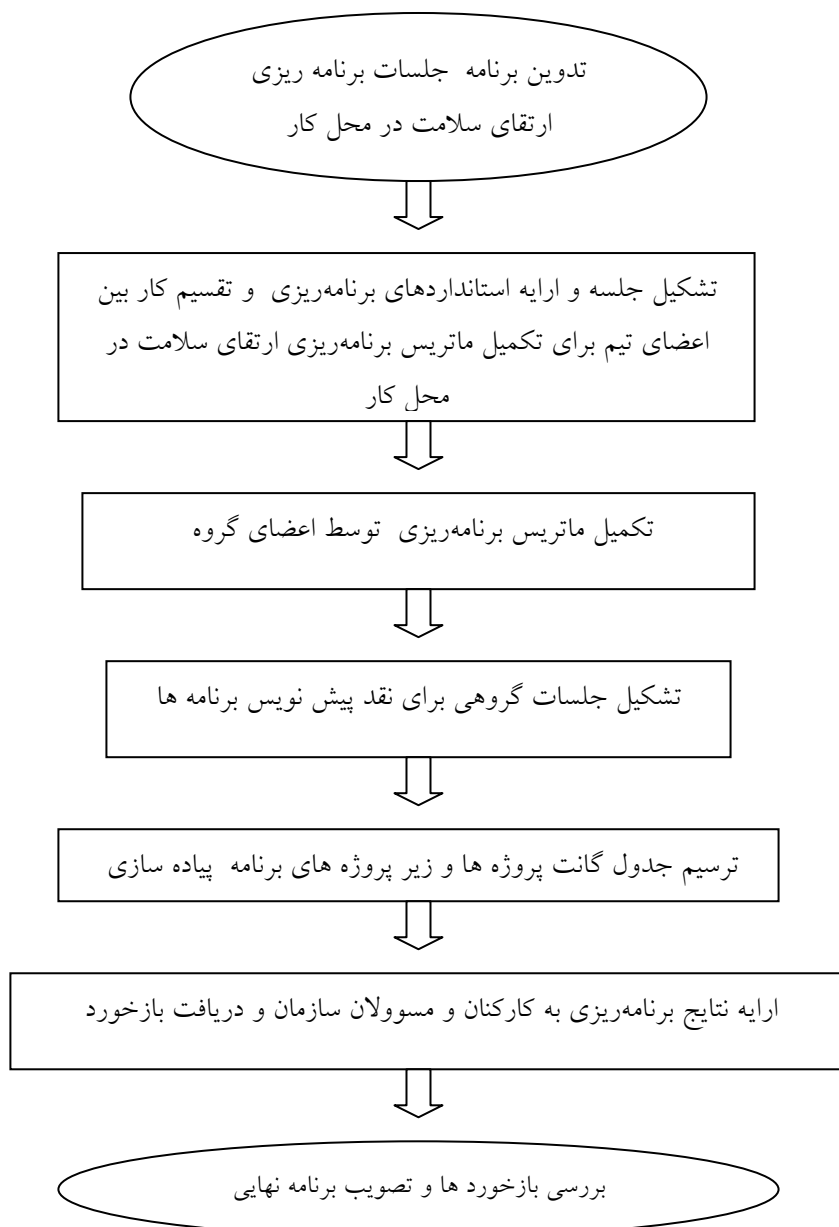 تدوین برنامه جلسات برنامه ریزی
ارتقای سلامت در محل کار
تشکیل جلسه و ارایه استانداردهای برنامه‌ریزی و تقسیم کار بین
اعضای تیم برای تکمیل ماتریس برنامه‌ریزی ارتقای سلامت در
محل کار
تکمیل ماتریس برنامه‌ریزی توسط اعضای گروه
تشکیل جلسات گروهی برای نقد پیش نویس برنامه ها
ترسیم جدول گانت پروژه ها و زیر پروژه های برنامه پیاده سازی
ارایه نتایج برنامه‌ریزی به کارکنان و مسوولان سازمان و دریافت بازخورد
بررسی بازخورد ها و تصویب برنامه نهایی